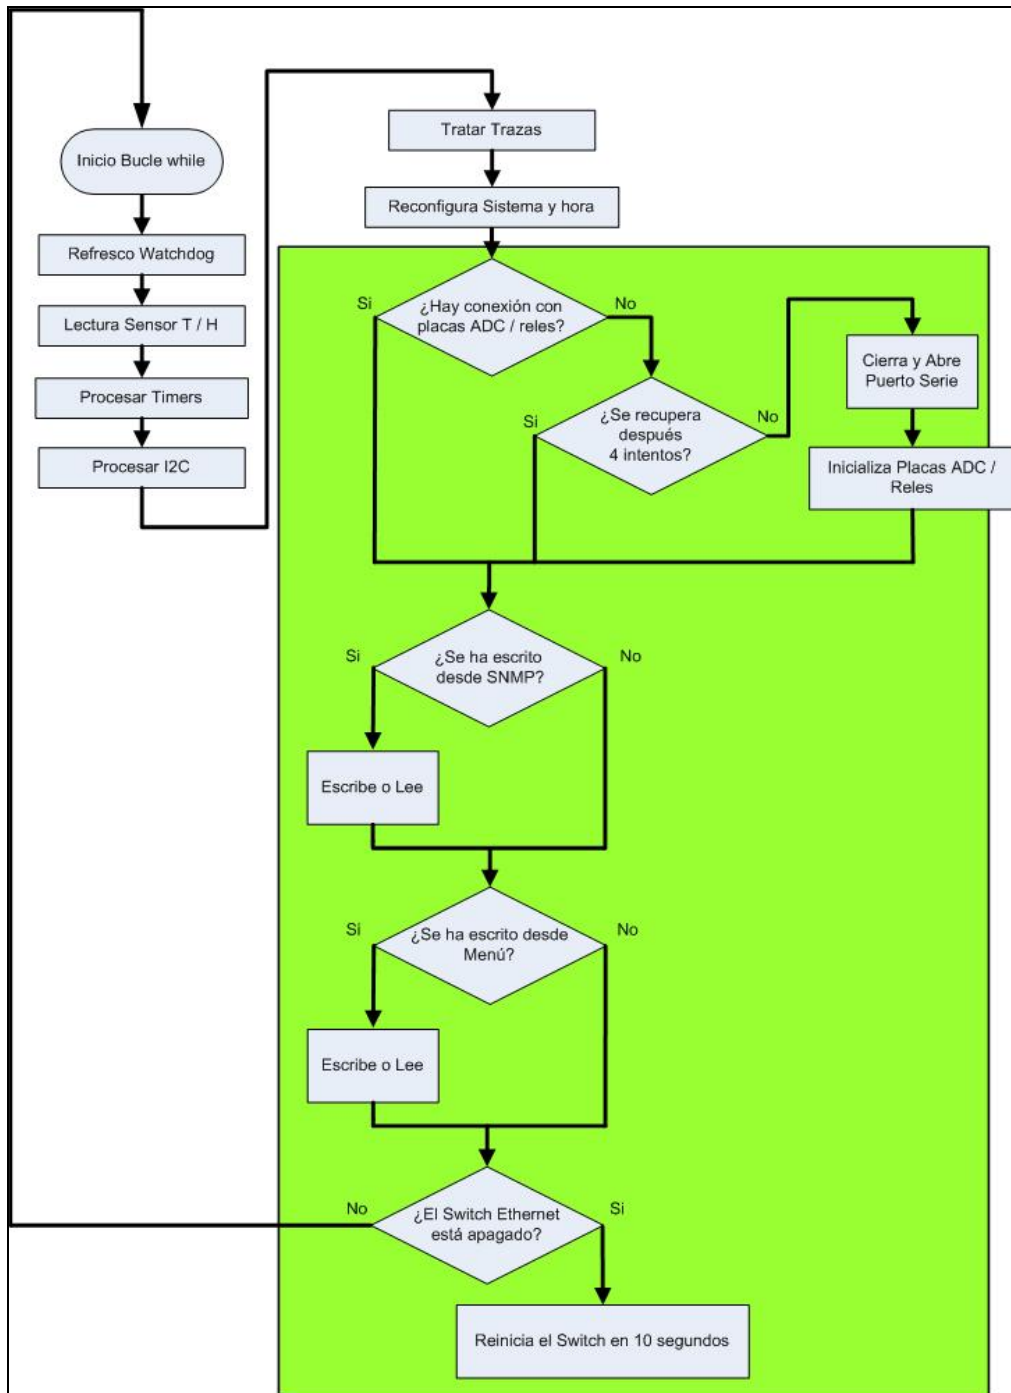 Inicio Bucle while
Refresco Watchdog
Lectura Sensor T / H
Procesar Timers
Procesar I2C
Tratar Trazas
Reconfigura Sistema y hora
Si
¿Hay conexión con
placas ADC / reles?
No
Si
¿Se recupera
después
4 intentos?
No
Cierra y Abre
Puerto Serie
Inicializa Placas ADC /
Reles
Si
¿Se ha escrito
desde SNMP?
No
Escribe o Lee
Si
¿Se ha escrito desde
Menú?
No
Escribe o Lee
No
¿El Switch Ethernet
está apagado?
Si
Reinicia el Switch en 10 segundos